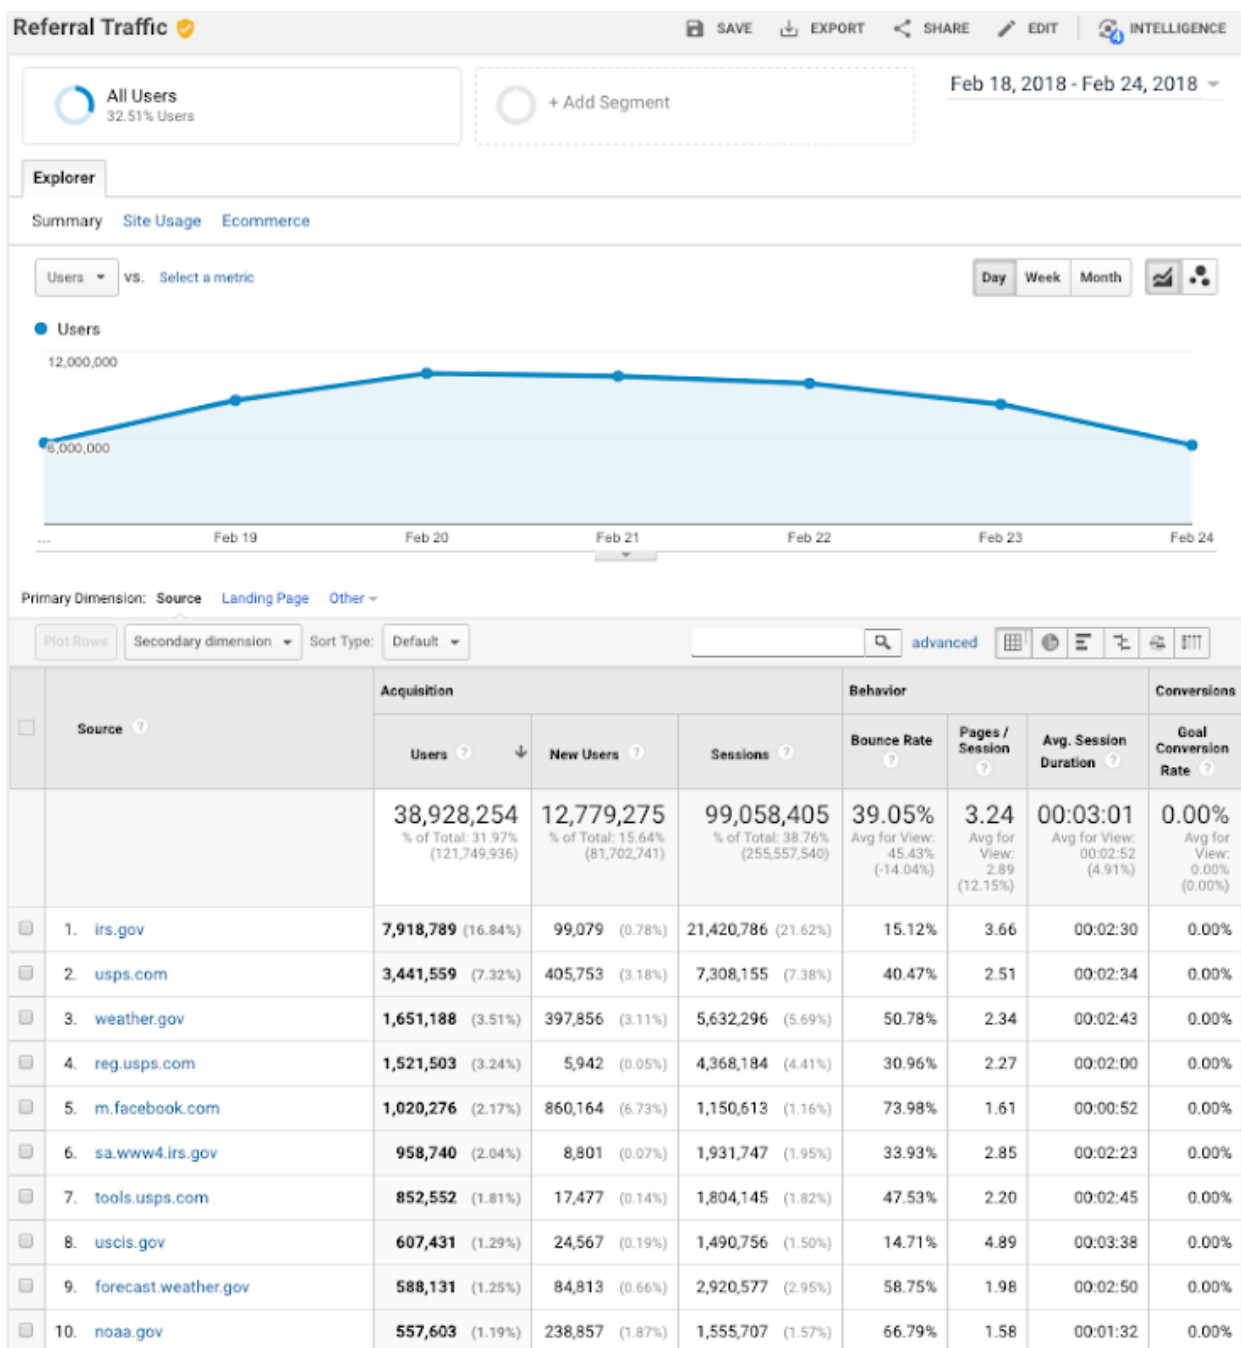 Referral Traffic
SAVE EXPORT SHARE EDIT INTELLIGENCE
4
All Users
32.51% Users
+ Add Segment
Feb 18, 2018 - Feb 24, 2018
Explorer
Summary Site Usage Ecommerce
Users VS. Select a metric
Day Week Month
Users
12,000,000
6,000,000
... Feb 19 Feb 20 Feb 21 Feb 22 Feb 23 Feb 24
Primary Dimension: Source Landing Page Other
Plot Rows Secondary dimension Sort Type: Default advanced
Acquisition Behavior Conversions
Source ? Users ? New Users ? Sessions ? Bounce Rate ? Pages / Session ? Avg. Session Duration ? Goal Conversion Rate ?
38,928,254 12,779,275 99,058,405 39.05% 3.24 00:03:01 0.00%
% of Total: 31.97% (121,749,936) % of Total: 15.64% (81,702,741) % of Total: 38.76% (255,557,540) Avg for View: 45.43% (-14.04%) Avg for View: 2.89 (12.15%) Avg for View: 00:02:52 (4.91%) Avg for View: 0.00% (0.00%)
1. irs.gov 7,918,789 (16.84%) 99,079 (0.78%) 21,420,786 (21.62%) 15.12% 3.66 00:02:30 0.00%
2. usps.com 3,441,559 (7.32%) 405,753 (3.18%) 7,308,155 (7.38%) 40.47% 2.51 00:02:34 0.00%
3. weather.gov 1,651,188 (3.51%) 397,856 (3.11%) 5,632,296 (5.69%) 50.78% 2.34 00:02:43 0.00%
4. reg.usps.com 1,521,503 (3.24%) 5,942 (0.05%) 4,368,184 (4.41%) 30.96% 2.27 00:02:00 0.00%
5. m.facebook.com 1,020,276 (2.17%) 860,164 (6.73%) 1,150,613 (1.16%) 73.98% 1.61 00:00:52 0.00%
6. sa.www4.irs.gov 958,740 (2.04%) 8,801 (0.07%) 1,931,747 (1.95%) 33.93% 2.85 00:02:23 0.00%
7. tools.usps.com 852,552 (1.81%) 17,477 (0.14%) 1,804,145 (1.82%) 47.53% 2.20 00:02:45 0.00%
8. uscis.gov 607,431 (1.29%) 24,567 (0.19%) 1,490,756 (1.50%) 14.71% 4.89 00:03:38 0.00%
9. forecast.weather.gov 588,131 (1.25%) 84,813 (0.66%) 2,920,577 (2.95%) 58.75% 1.98 00:02:50 0.00%
10. noaa.gov 557,603 (1.19%) 238,857 (1.87%) 1,555,707 (1.57%) 66.79% 1.58 00:01:32 0.00%